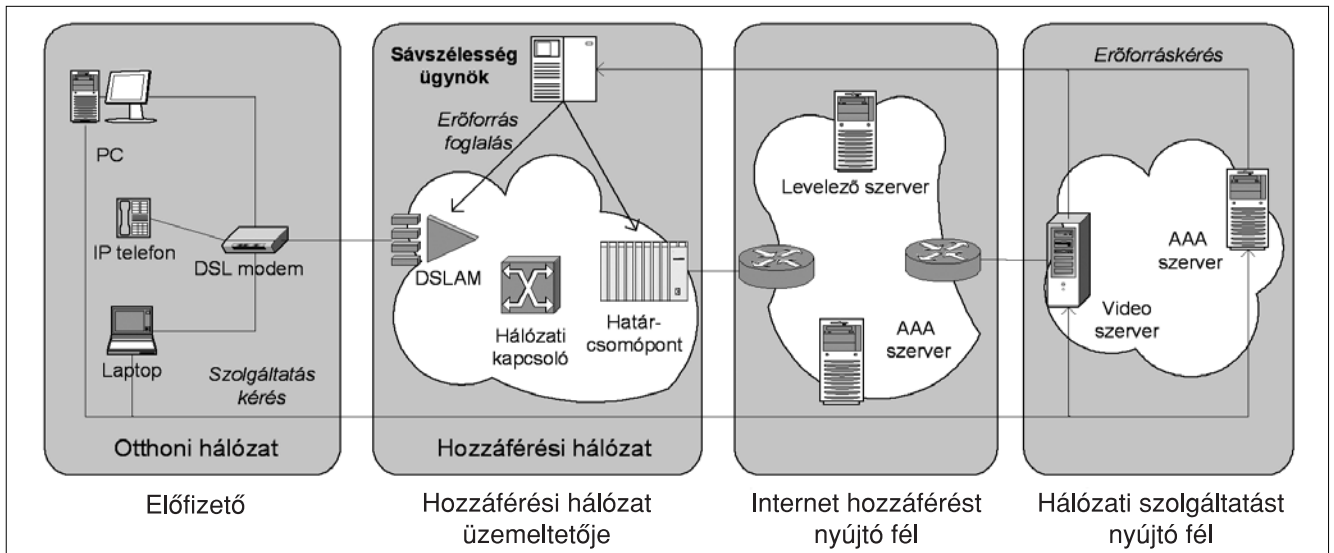 PC
IP telefon
DSL modem
Laptop
Szolgáltatás
kérés
Otthoni hálózat
Előfizető
Sávszélesség
ügynök
Erõforrás
foglalás
DSLAM
Hálózati
kapcsoló
Határ-
csomópont
Hozzáférési hálózat
Hozzáférési hálózat
üzemeltetője
Levelező szerver
AAA
szerver
Internet hozzáférést
nyújtó fél
Erõforráskérés
AAA
szerver
Video
szerver
Hálózati szolgáltatást
nyújtó fél